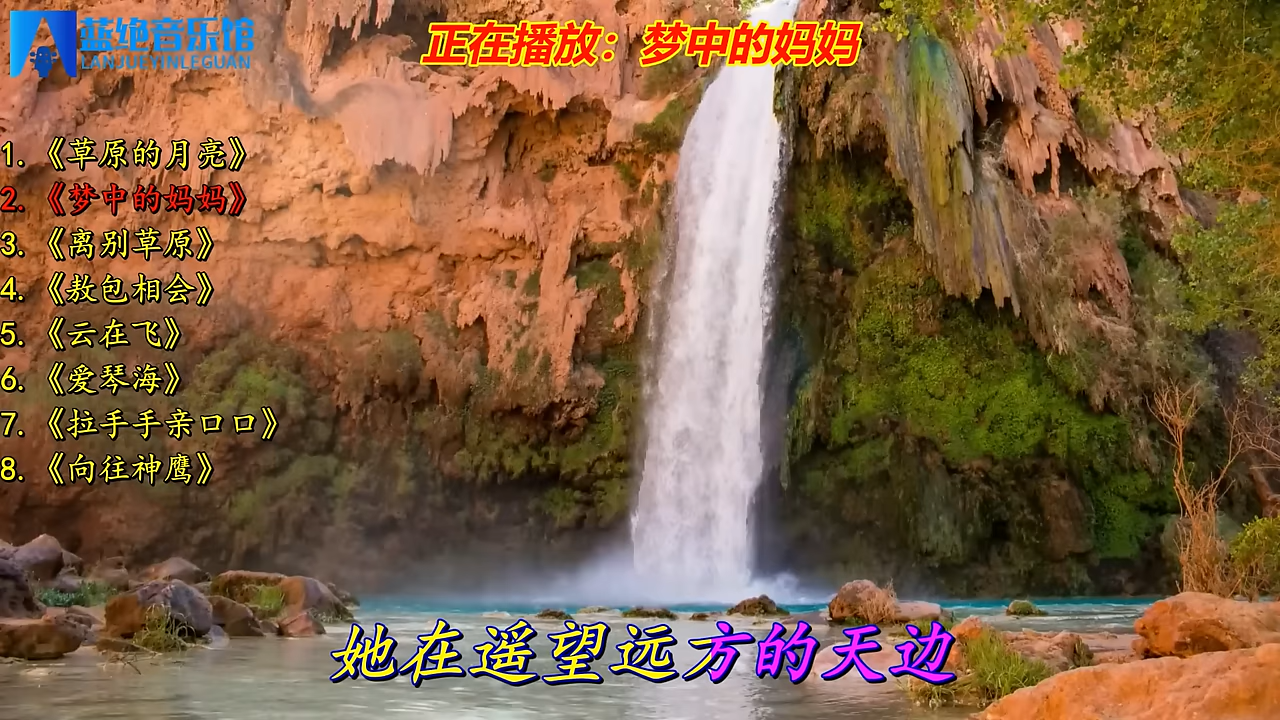 蓝绝音乐馆
LANJUEYINLEGUAN
正在播放：梦中的妈妈
1.《草原的月亮》
2.《梦中的妈妈》
3.《离别草原》
4.《敖包相会》
5.《云在飞》
6.《爱琴海》
7.《拉手手亲口口》
8.《向往神鹰》
她在遥望远方的天边